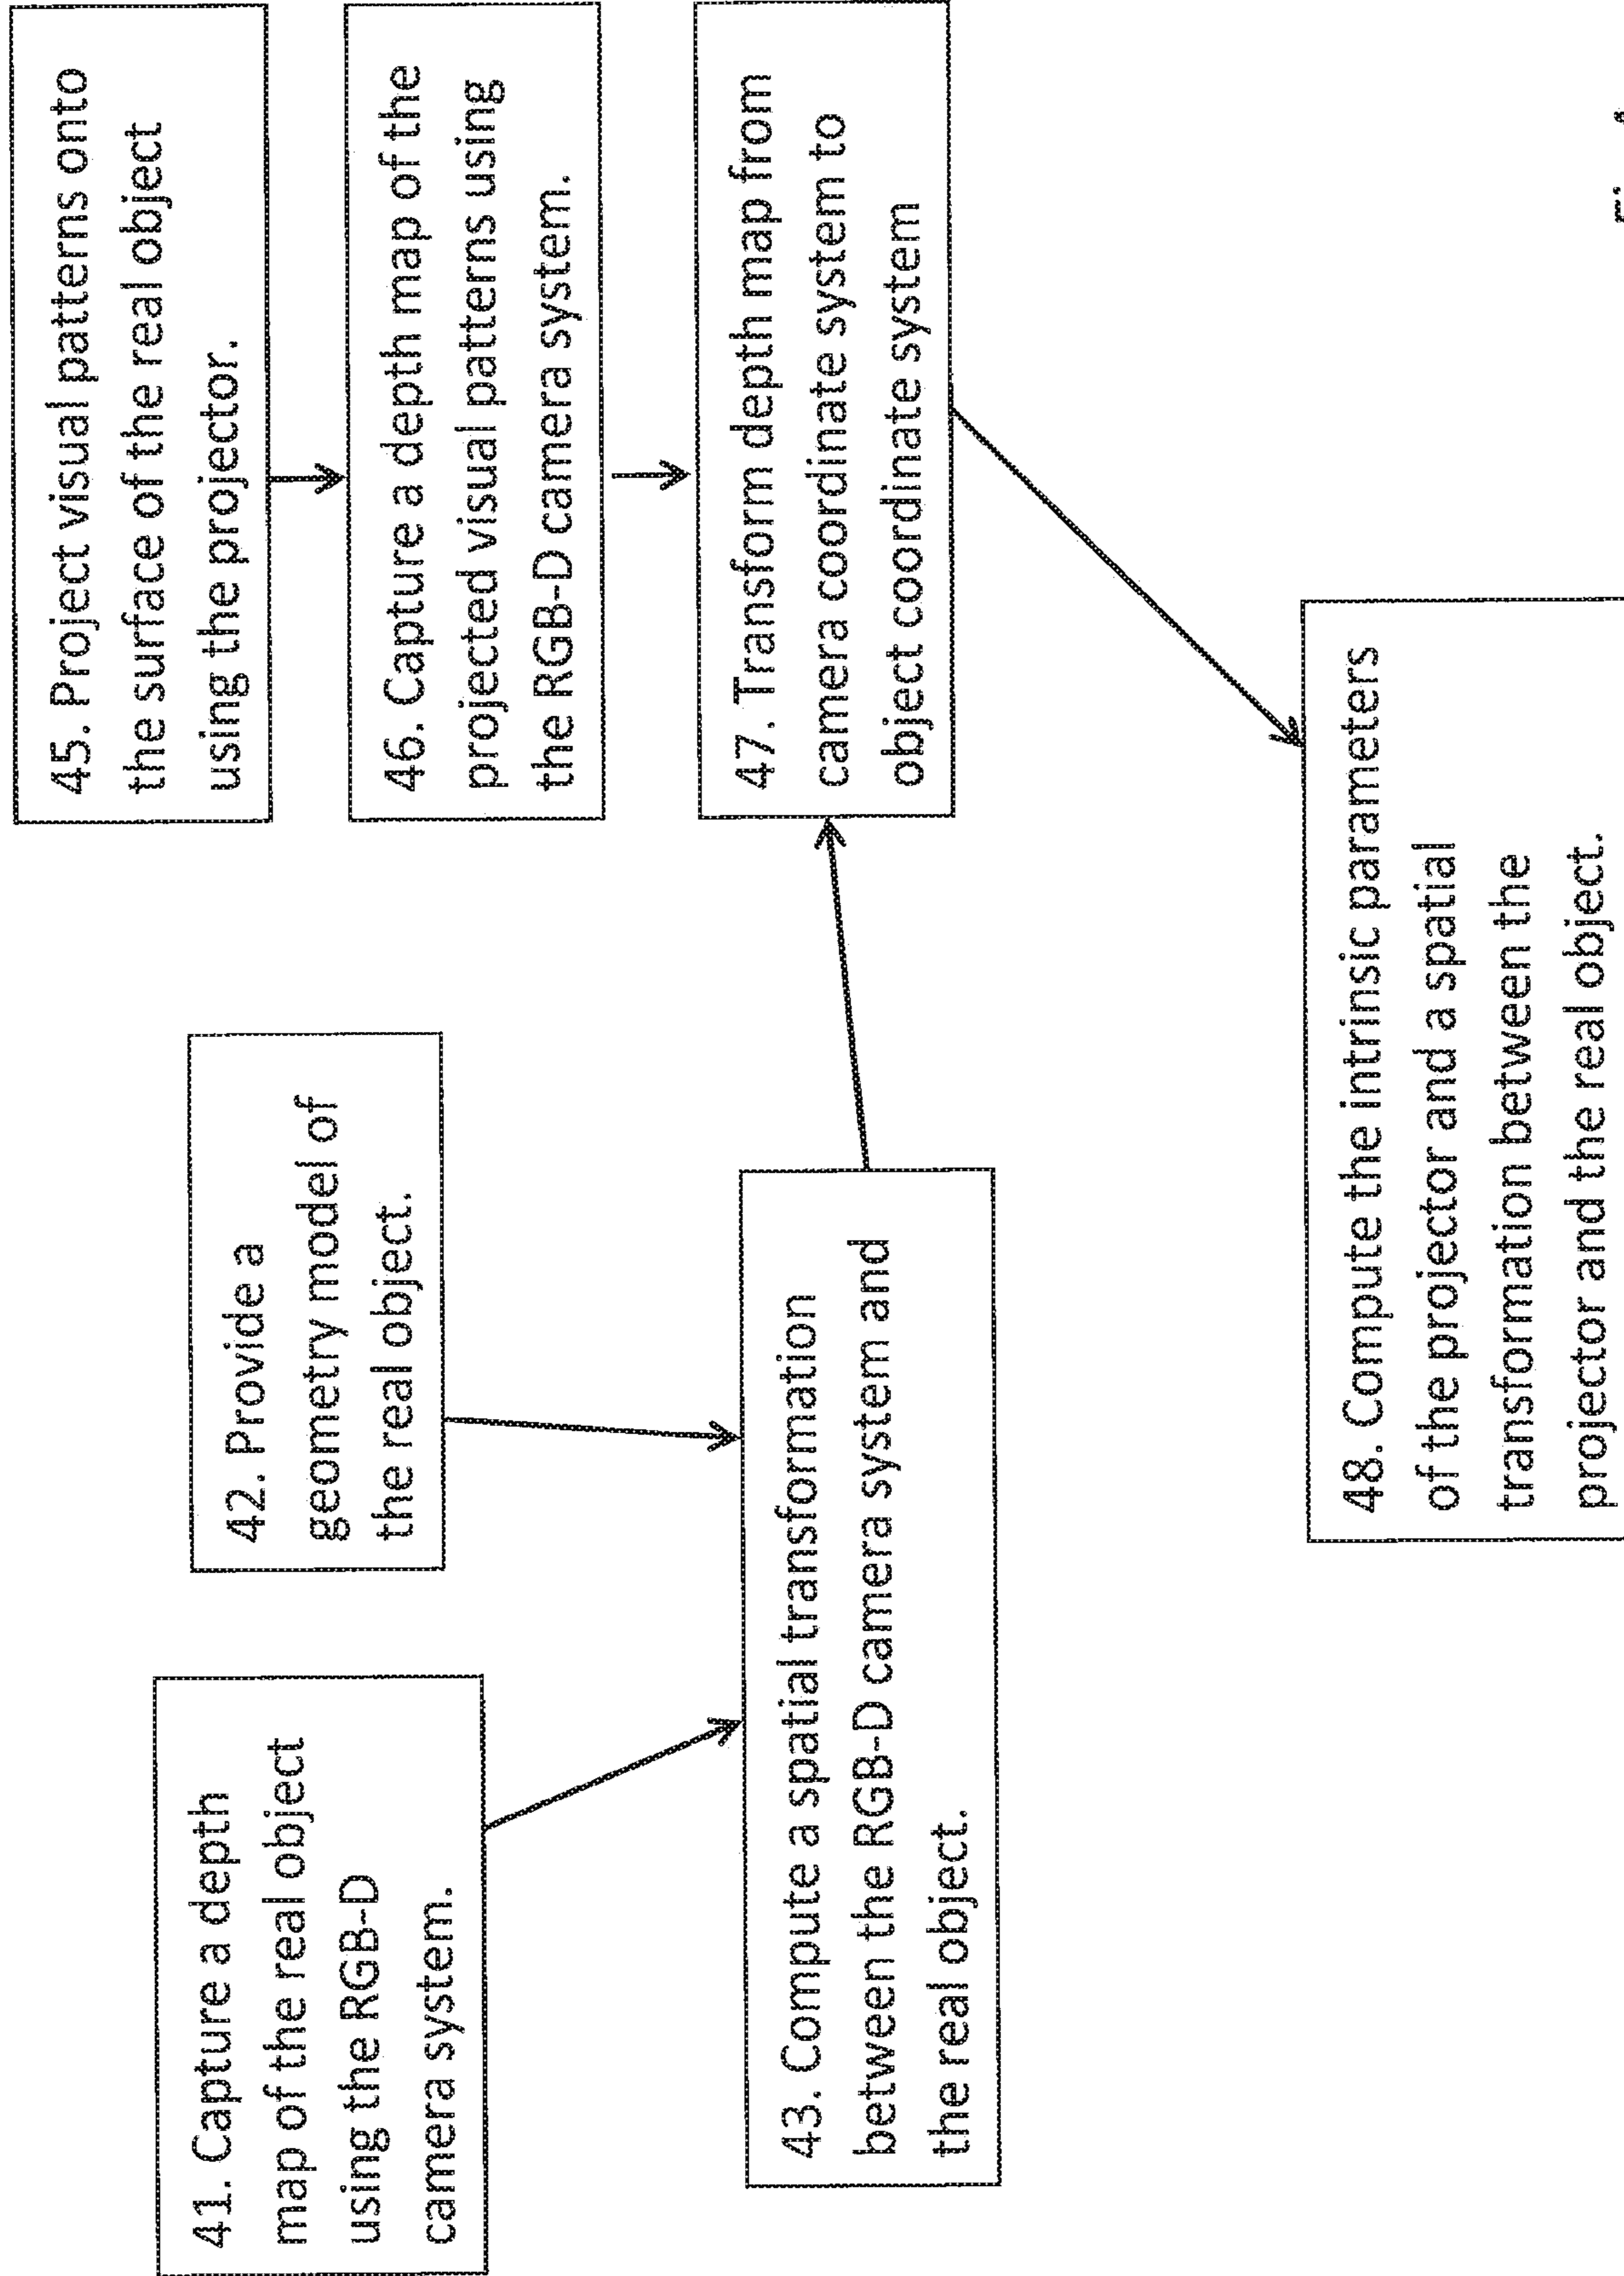 41. Capture a depth
map of the real object
using the RGB-D
camera system.
42. Provide a
geometry model of
the real object.
43. Compute a spatial transformation
between the RGB-D camera system and
the real object.
45. Project visual patterns onto
the surface of the real object
using the projector.
46. Capture a depth map of the
projected visual patterns using
the RGB-D camera system.
47. Transform depth map from
camera coordinate system to
object coordinate system
48. Compute the intrinsic parameters
of the projector and a spatial
transformation between the
projector and the real object.